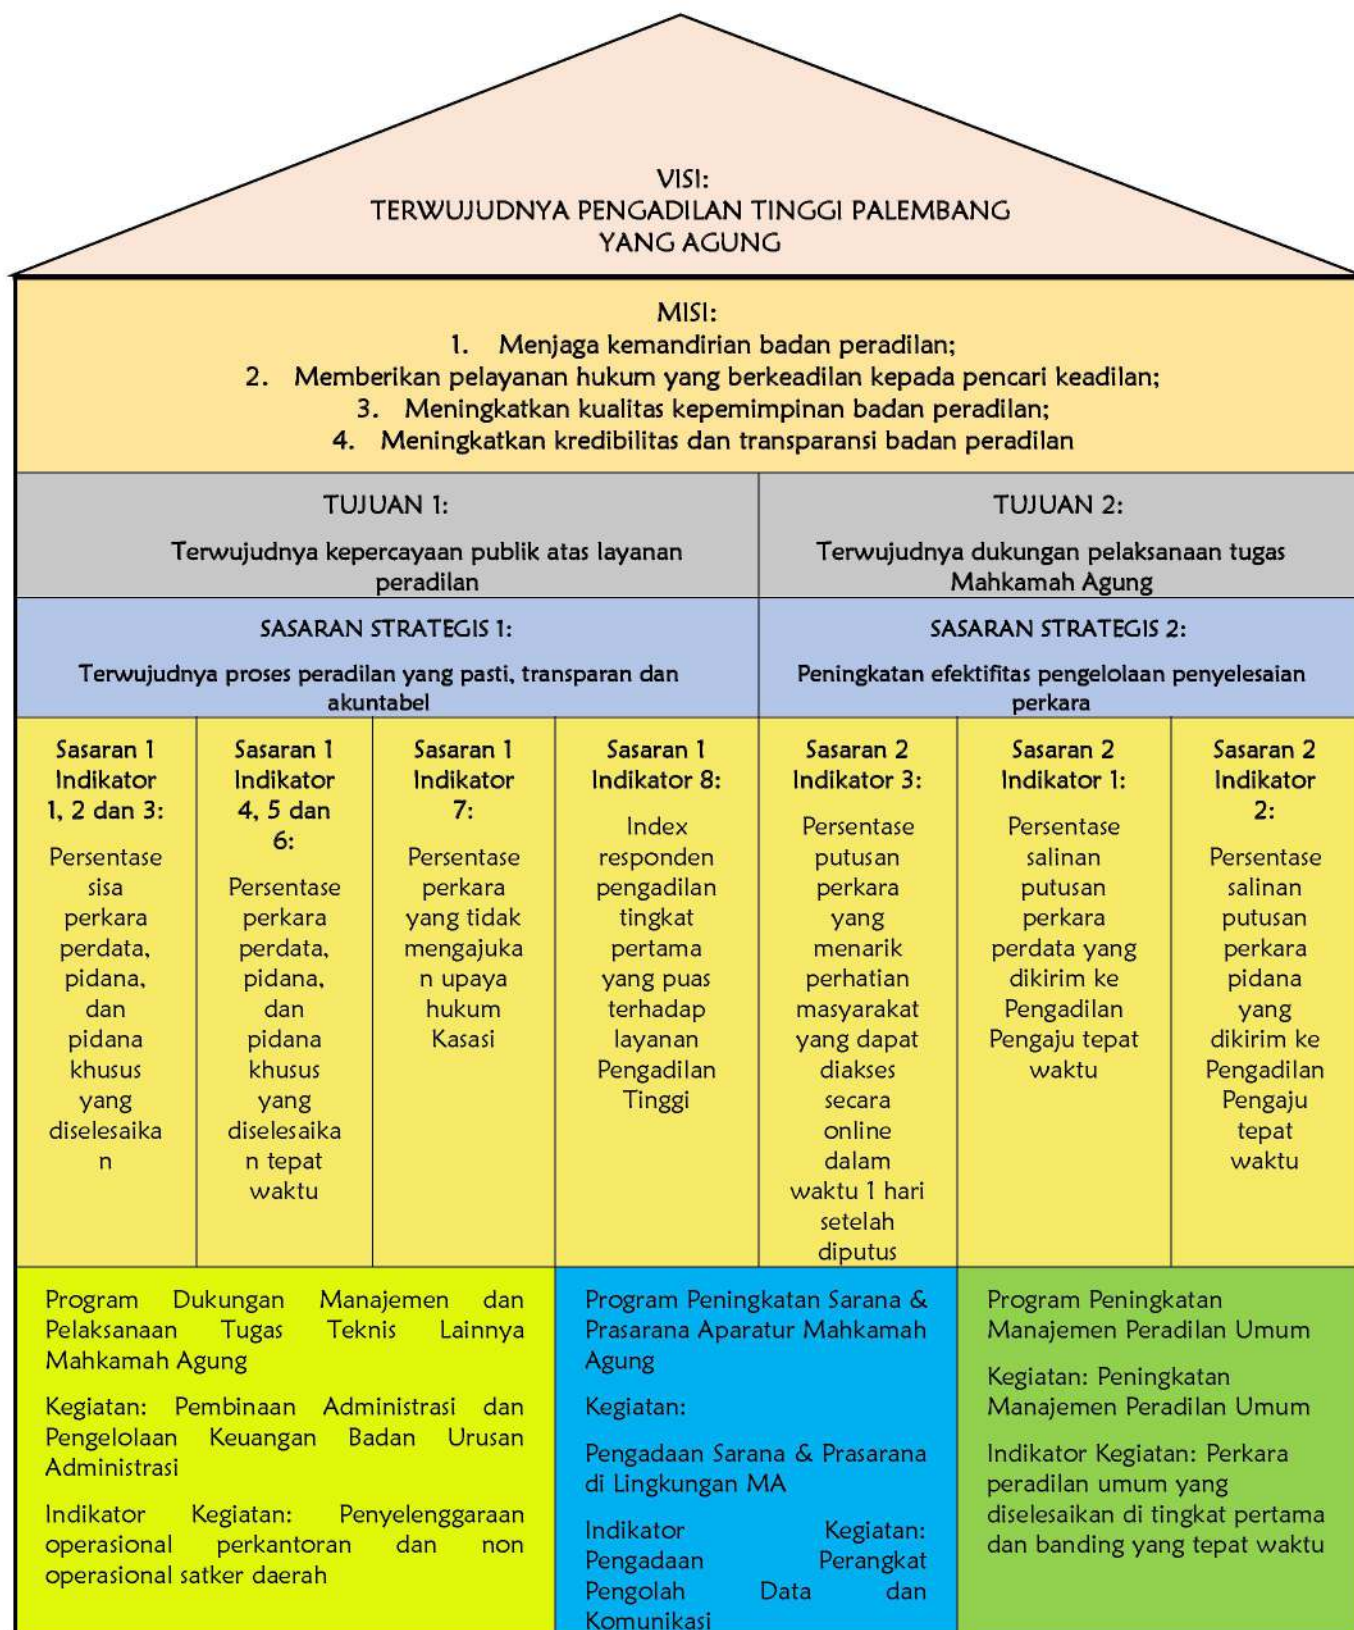 VISI:
TERWUJUDNYA PENGADILAN TINGGI PALEMBANG
YANG AGUNG
MISI:
1. Menjaga kemandirian badan peradilan;
2. Memberikan pelayanan hukum yang berkeadilan kepada pencari keadilan;
3. Meningkatkan kualitas kepemimpinan badan peradilan;
4. Meningkatkan kredibilitas dan transparansi badan peradilan
TUJUAN 1:
Terwujudnya kepercayaan publik atas layanan
peradilan
TUJUAN 2:
Terwujudnya dukungan pelaksanaan tugas
Mahkamah Agung
SASARAN STRATEGIS 1:
Terwujudnya proses peradilan yang pasti, transparan dan
akuntabel
SASARAN STRATEGIS 2:
Peningkatan efektifitas pengelolaan penyelesaian
perkara
Sasaran 1
Indikator
1, 2 dan 3:
Persentase
sisa
perkara
perdata,
pidana,
dan
pidana
khusus
yang
diselesaika
n
Sasaran 1
Indikator
4, 5 dan
6:
Persentase
perkara
perdata,
pidana,
dan
pidana
khusus
yang
diselesaika
n tepat
waktu
Sasaran 1
Indikator
7:
Persentase
perkara
yang tidak
mengajuka
n upaya
hukum
Kasasi
Sasaran 1
Indikator 8:
Index
responden
pengadilan
tingkat
pertama
yang puas
terhadap
layanan
Pengadilan
Tinggi
Sasaran 2
Indikator 3:
Persentase
putusan
perkara
yang
menarik
perhatian
masyarakat
yang dapat
diakses
secara
online
dalam
waktu 1 hari
setelah
diputus
Sasaran 2
Indikator 1:
Persentase
salinan
putusan
perkara
perdata yang
dikirim ke
Pengadilan
Pengaju tepat
waktu
Sasaran 2
Indikator
2:
Persentase
salinan
putusan
perkara
pidana
yang
dikirim ke
Pengadilan
Pengaju
tepat
waktu
Program Dukungan Manajemen dan
Pelaksanaan Tugas Teknis Lainnya
Mahkamah Agung
Kegiatan: Pembinaan Administrasi dan
Pengelolaan Keuangan Badan Urusan
Administrasi
Indikator Kegiatan: Penyelenggaraan
operasional perkantoran dan non
operasional satker daerah
Program Peningkatan Sarana &
Prasarana Aparatur Mahkamah
Agung
Kegiatan:
Pengadaan Sarana & Prasarana
di Lingkungan MA
Indikator Kegiatan:
Pengadaan Perangkat
Pengolah Data dan
Komunikasi
Program Peningkatan
Manajemen Peradilan Umum
Kegiatan: Peningkatan
Manajemen Peradilan Umum
Indikator Kegiatan: Perkara
peradilan umum yang
diselesaikan di tingkat pertama
dan banding yang tepat waktu